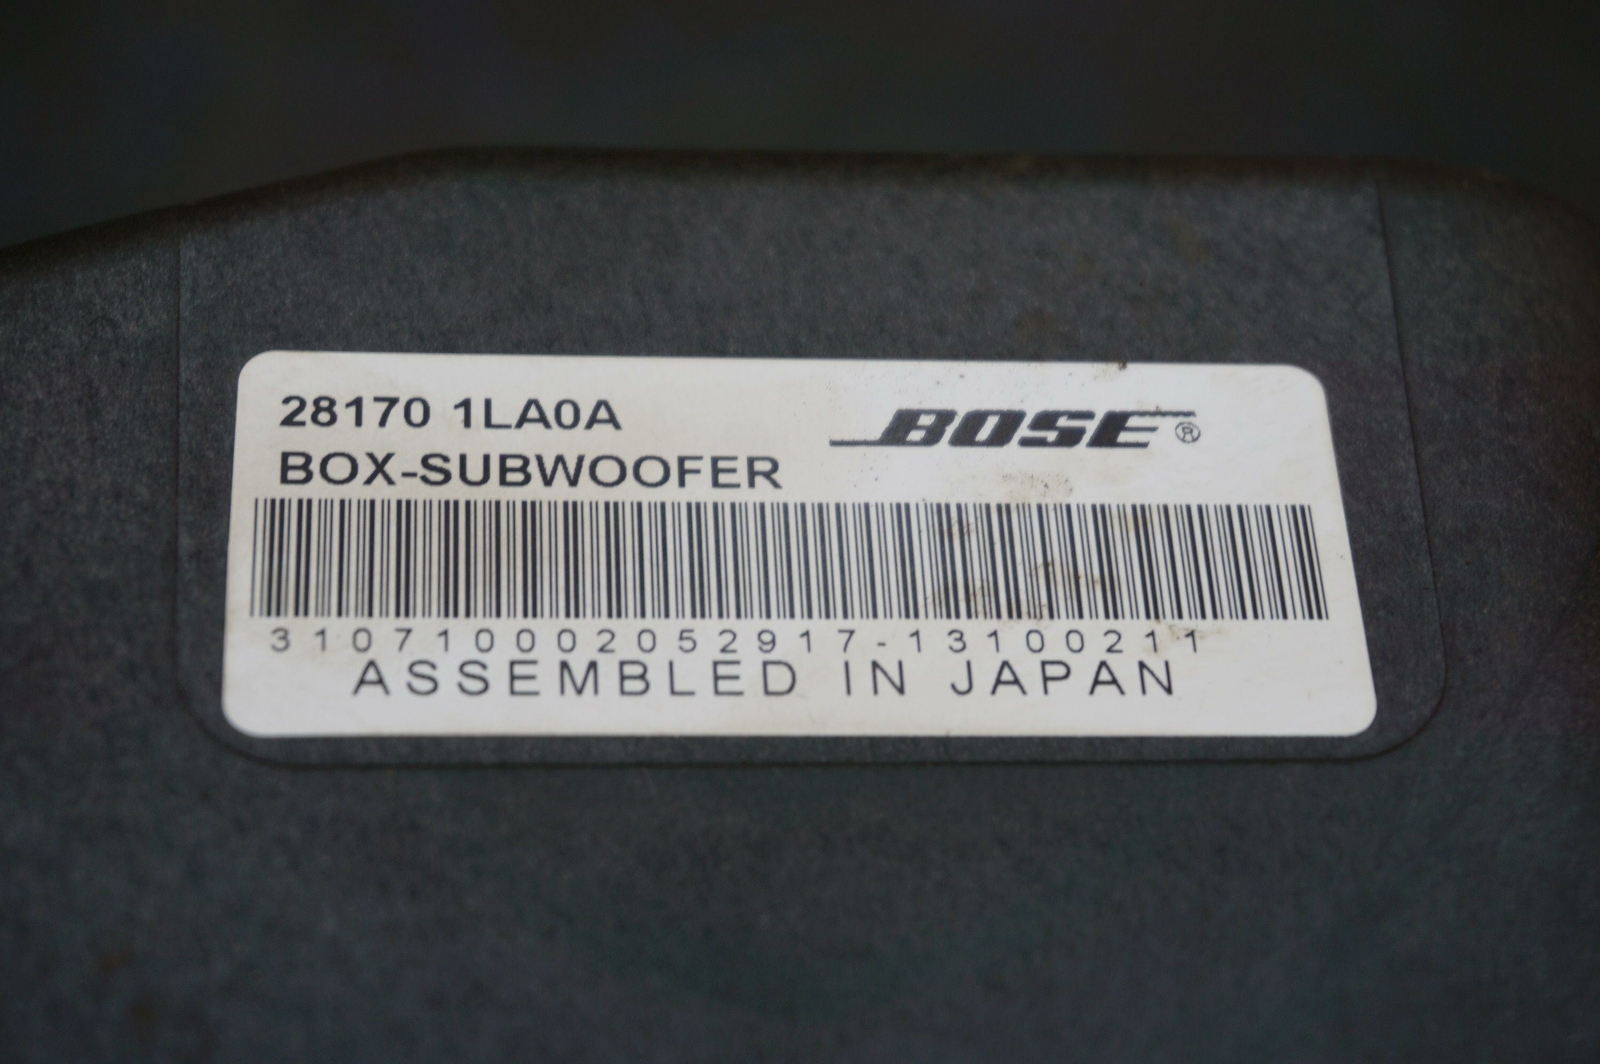 28170 1LA0A
BOSE®
BOX-SUBWOOFER
310710002052917-13100211
ASSEMBLED IN JAPAN